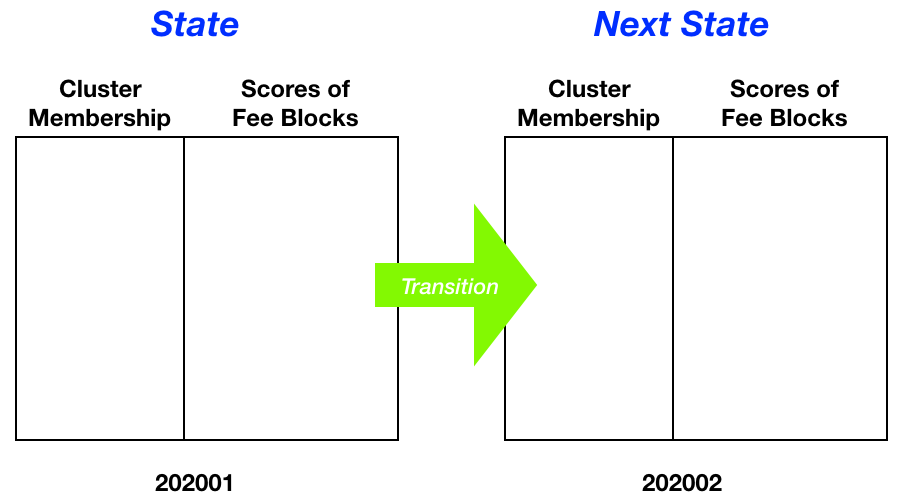 State
Next State
Cluster
Membership
Scores of
Fee Blocks
Cluster
Membership
Scores of
Fee Blocks
Transition
202001
202002